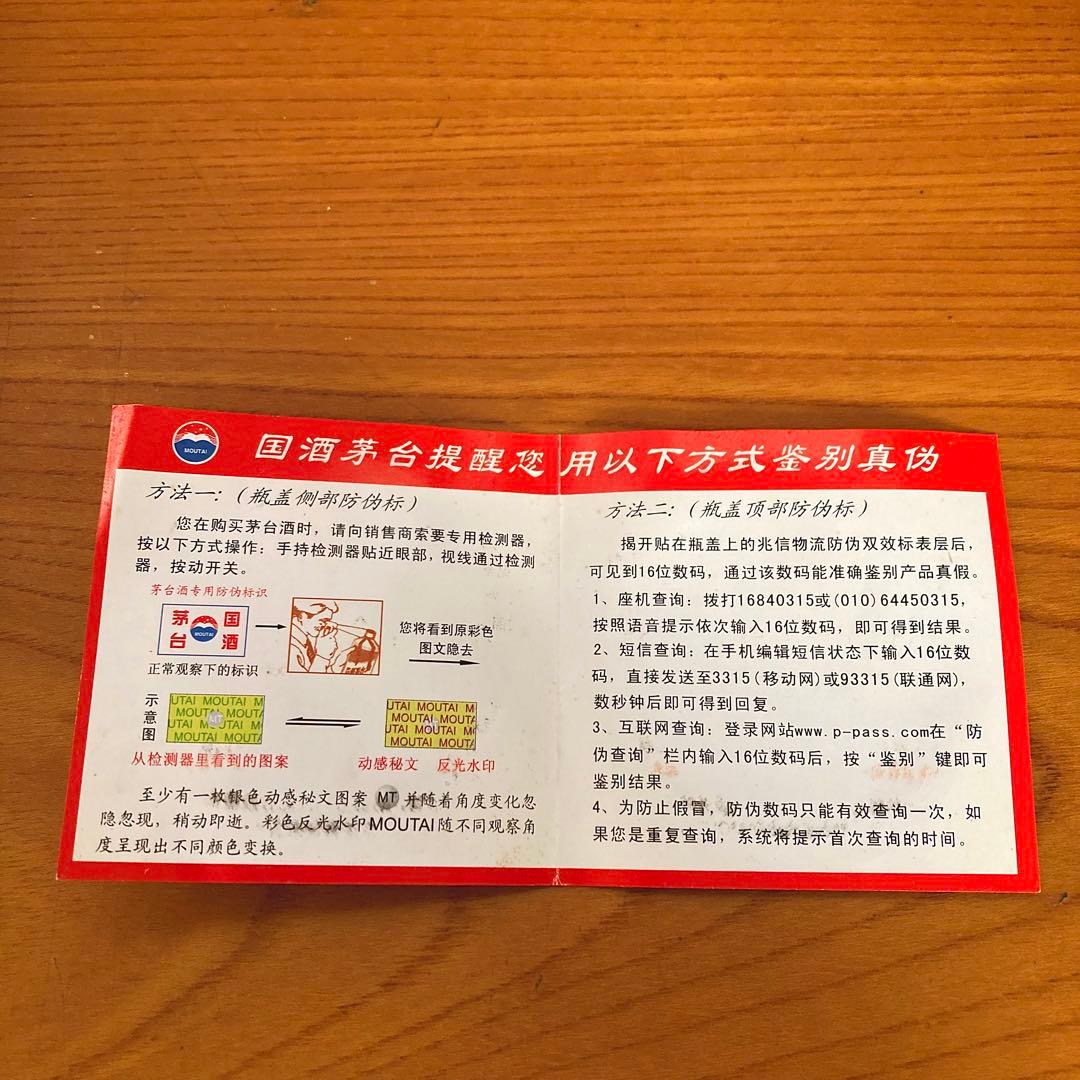 MOUTAI
国酒茅台提醒您 用以下方式鉴别真伪
方法一：（瓶盖侧部防伪标）
您在购买茅台酒时，请向销售商索要专用检测器，
按以下方式操作：手持检测器贴近眼部，视线通过检测
器，按动开关。
茅台酒专用防伪标识
茅台 MOUTAI 国酒
正常观察下的标识
您将看到原彩色
图文隐去
示意图
UTAI MOUTAI M
MOUTAI MOUT
UTAI MT MOUTA
MOUTAI MOUTAI
UTAI MOUTAI
MOUTAI MOUT
UTAI MOUTA
MOUTAI MOUTAI
从检测器里看到的图案
动感秘文 反光水印
至少有一枚银色动感秘文图案 MT 并随着角度变化忽
隐忽现，稍动即逝。彩色反光水印MOUTAI随不同观察角
度呈现出不同颜色变换。
方法二：（瓶盖顶部防伪标）
揭开贴在瓶盖上的兆信物流防伪双效标表层后，
可见到16位数码，通过该数码能准确鉴别产品真假。
1、座机查询：拨打16840315或(010)64450315，
按照语音提示依次输入16位数码，即可得到结果。
2、短信查询：在手机编辑短信状态下输入16位数
码，直接发送至3315(移动网)或93315(联通网)，
数秒钟后即可得到回复。
3、互联网查询：登录网站www.p-pass.com在“防
伪查询”栏内输入16位数码后，按“鉴别”键即可
鉴别结果。
4、为防止假冒，防伪数码只能有效查询一次，如
果您是重复查询，系统将提示首次查询的时间。